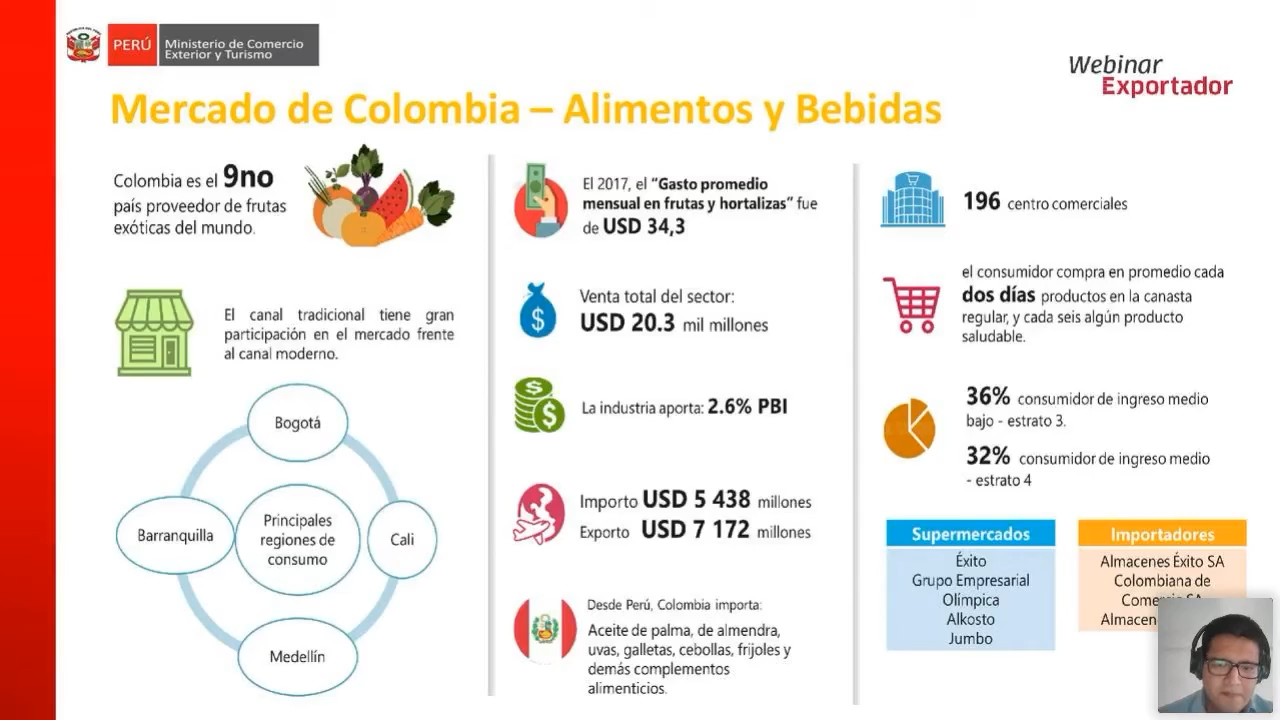 PERÚ
Ministerio de Comercio
Exterior y Turismo
Webinar
Exportador
Mercado de Colombia – Alimentos y Bebidas
Colombia es el 9no
país proveedor de frutas
exóticas del mundo.
El canal tradicional tiene gran
participación en el mercado frente
al canal moderno.
Bogotá
Barranquilla
Principales
regiones de
consumo
Cali
Medellín
El 2017, el "Gasto promedio
mensual en frutas y hortalizas" fue
de USD 34,3
Venta total del sector:
USD 20.3 mil millones
La industria aporta: 2.6% PBI
Importo USD 5 438 millones
Exporto USD 7 172 millones
Desde Perú, Colombia importa:
Aceite de palma, de almendra,
uvas, galletas, cebollas, frijoles y
demás complementos
alimenticios.
196 centro comerciales
el consumidor compra en promedio cada
dos días productos en la canasta
regular, y cada seis algún producto
saludable.
36% consumidor de ingreso medio
bajo - estrato 3.
32% consumidor de ingreso medio
- estrato 4
Supermercados
Éxito
Grupo Empresarial
Olímpica
Alkosto
Jumbo
Importadores
Almacenes Éxito SA
Colombiana de